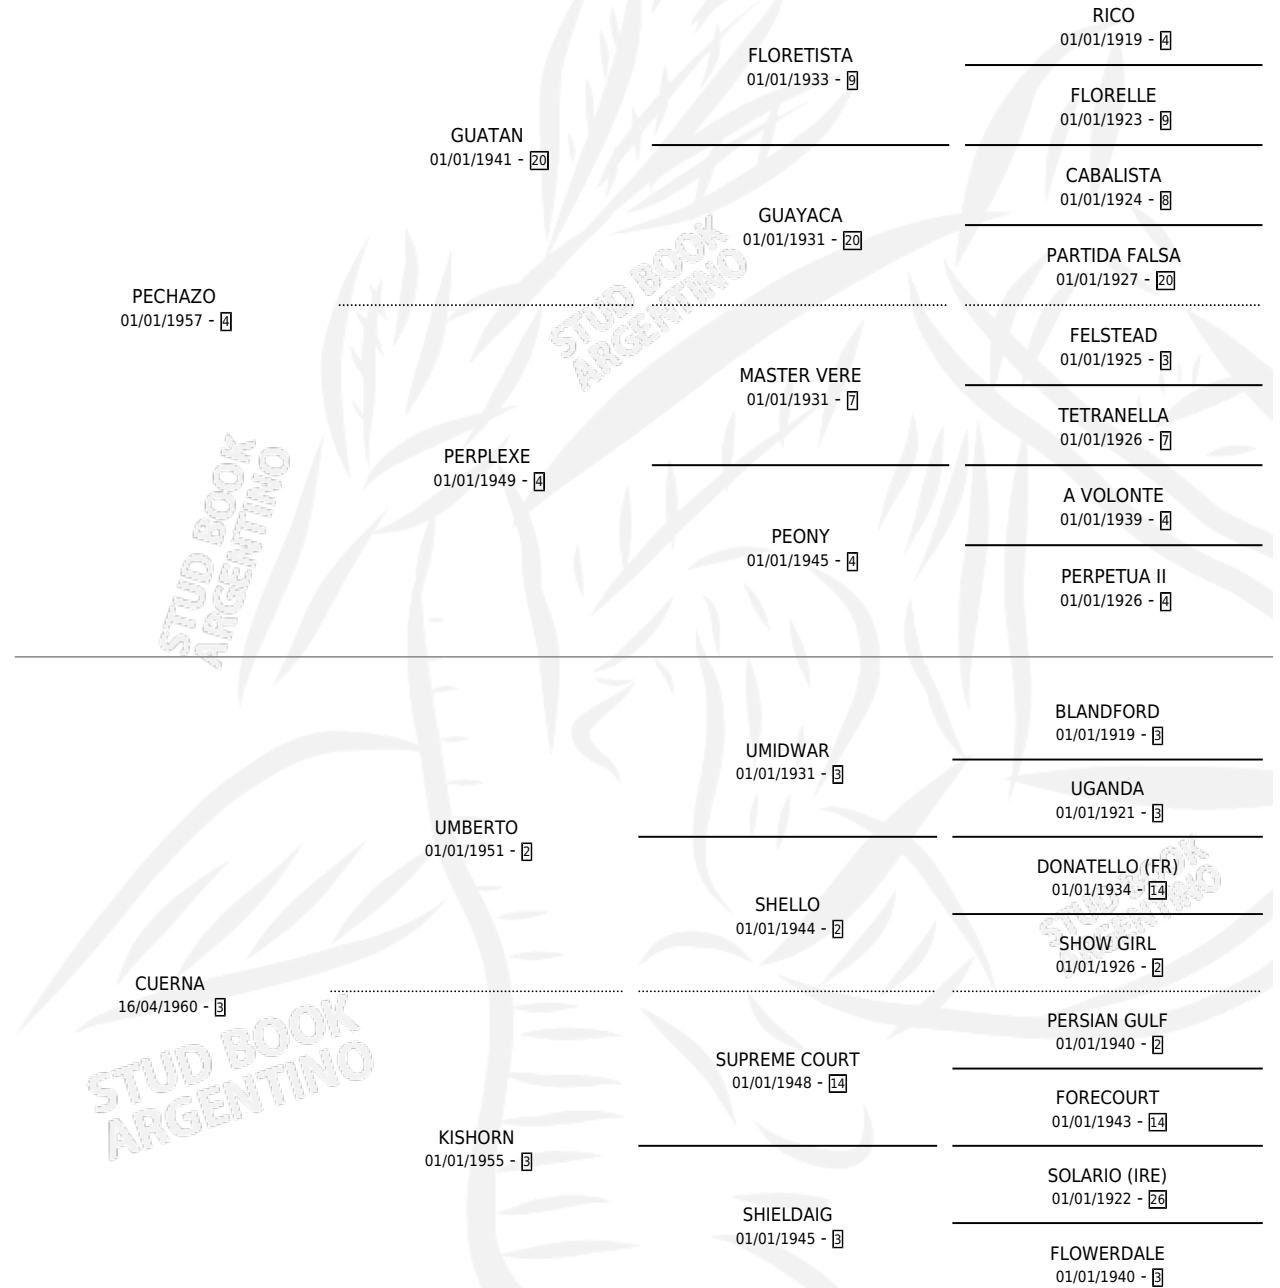 RICO
01/01/1919 - 4
FLORETISTA
01/01/1933 - 9
FLORELLE
01/01/1923 - 9
GUATAN
01/01/1941 - 20
CABALISTA
01/01/1924 - 8
GUAYACA
01/01/1931 - 20
PARTIDA FALSA
01/01/1927 - 20
PECHAZO
01/01/1957 - 4
FELSTEAD
01/01/1925 - 3
MASTER VERE
01/01/1931 - 7
TETRANELLA
01/01/1926 - 7
PERPLEXE
01/01/1949 - 4
A VOLONTE
01/01/1939 - 4
PEONY
01/01/1945 - 4
PERPETUA II
01/01/1926 - 4
BLANDFORD
01/01/1919 - 3
UMIDWAR
01/01/1931 - 3
UGANDA
01/01/1921 - 3
UMBERTO
01/01/1951 - 2
DONATELLO (FR)
01/01/1934 - 14
SHELLO
01/01/1944 - 2
SHOW GIRL
01/01/1926 - 2
CUERNA
16/04/1960 - 3
PERSIAN GULF
01/01/1940 - 2
SUPREME COURT
01/01/1948 - 14
FORECOURT
01/01/1943 - 14
KISHORN
01/01/1955 - 3
SOLARIO (IRE)
01/01/1922 - 26
SHIELDAIG
01/01/1945 - 3
FLOWERDALE
01/01/1940 - 3
STUD BOOK
ARGENTINO
STUD BOOK
ARGENTINO
STUD BOOK
ARGENTINO
STUD BOOK
ARGENTINO